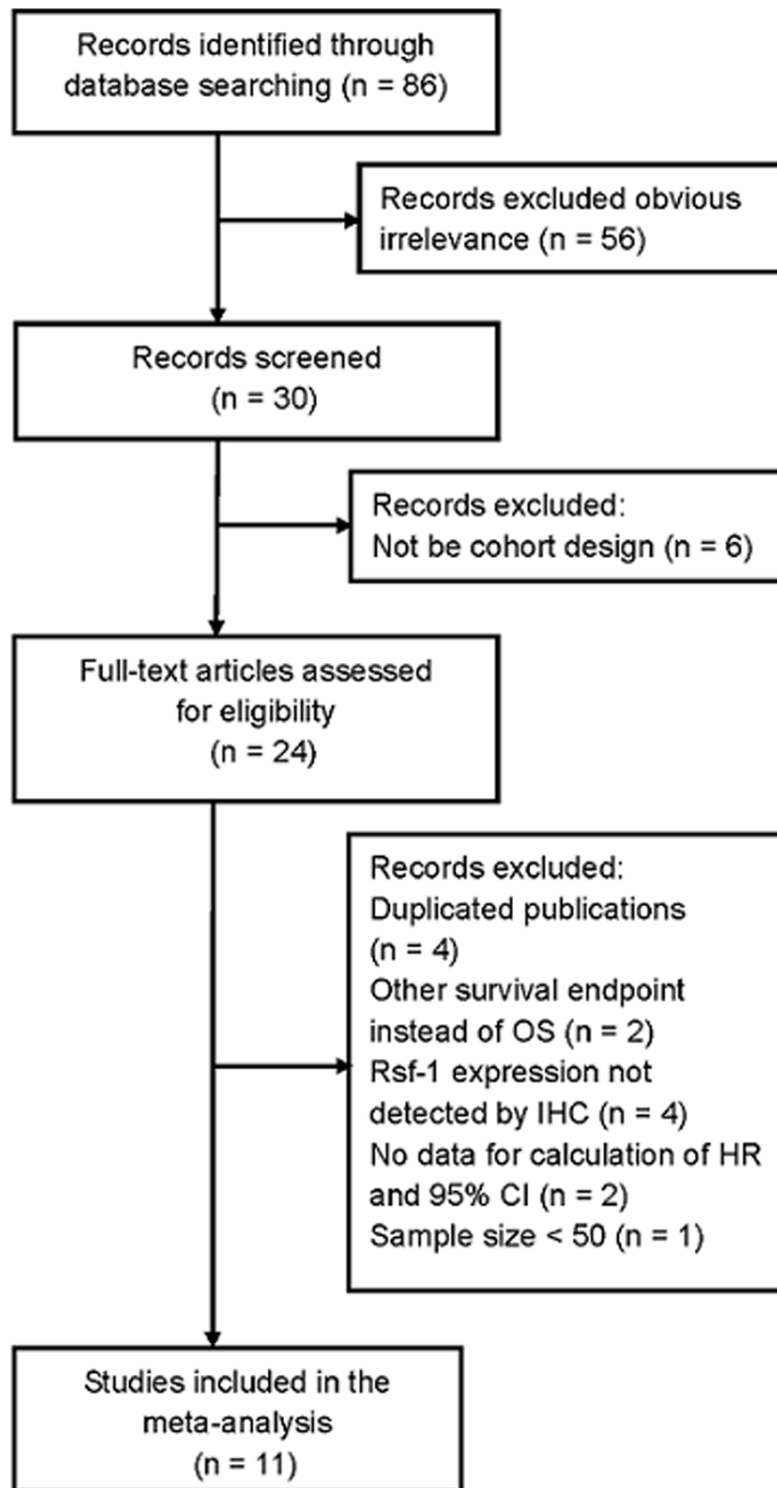 Records identified through
database searching (n = 86)
Records excluded obvious
irrelevance (n = 56)
Records screened
(n = 30)
Records excluded:
Not be cohort design (n = 6)
Full-text articles assessed
for eligibility
(n = 24)
Records excluded:
Duplicated publications
(n = 4)
Other survival endpoint
instead of OS (n = 2)
Rsf-1 expression not
detected by IHC (n = 4)
No data for calculation of HR
and 95% CI (n = 2)
Sample size < 50 (n = 1)
Studies included in the
meta-analysis
(n = 11)